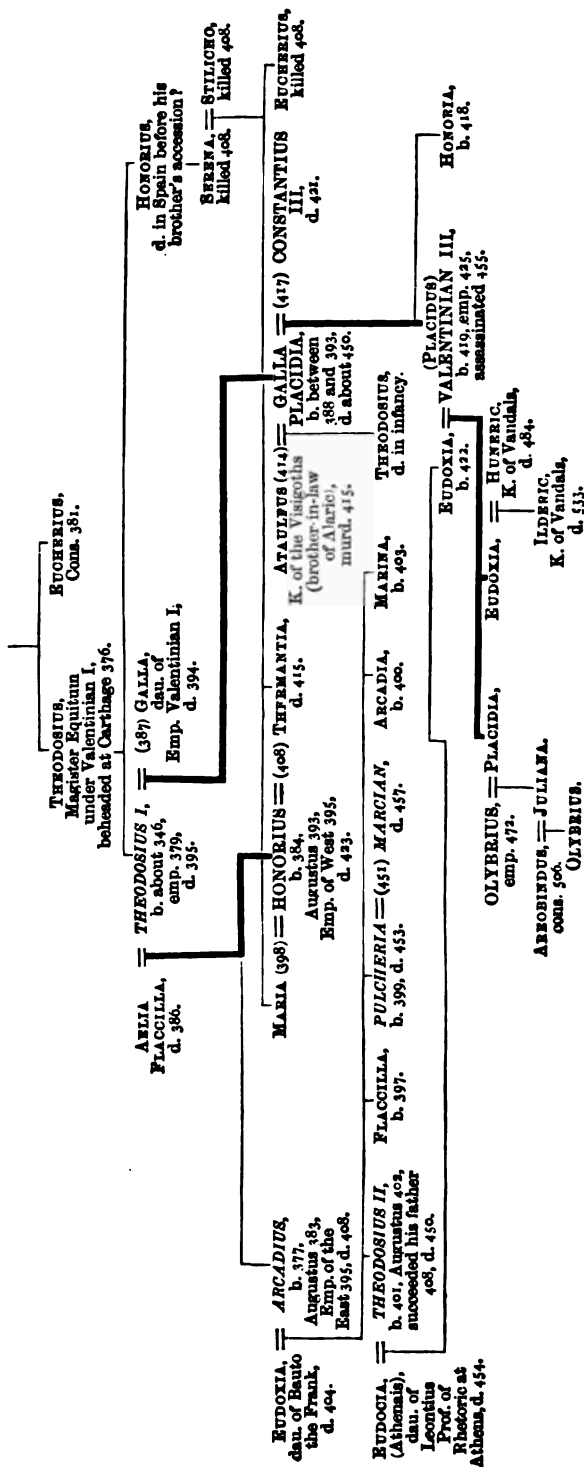 THEODOSIUS,
Magister Equitum
under Valentinian I,
beheaded at Carthage 376.
EUCHERIUS,
Cons. 381.
AELIA
FLACCILLA,
d. 386.
=
THEODOSIUS I,
b. about 346,
emp. 379,
d. 395.
=
(387) GALLA,
dau. of
Emp. Valentinian I,
d. 394.
HONORIUS,
d. in Spain before his
brother's accession?
SERENA,
killed 408.
=
STILICHO,
killed 408.
EUDOXIA,
dau. of Bauto
the Frank,
d. 404.
=
ARCADIUS,
b. 377,
Augustus 383,
Emp. of the
East 395, d. 408.
MARIA (398) = HONORIUS = (408) THERMANTIA,
b. 384,
Augustus 393,
Emp. of West 395,
d. 423.
d. 415.
ATAULFUS (414) =
K. of the Visigoths
(brother-in-law
of Alaric),
murd. 415.
GALLA
PLACIDIA,
b. between
388 and 393,
d. about 450.
= (417) CONSTANTIUS
III,
d. 421.
EUCHERIUS,
killed 408.
EUDOCIA,
(Athenais),
dau. of
Leontius
Prof. of
Rhetoric at
Athens, d. 454.
=
THEODOSIUS II,
b. 401, Augustus 402,
succeeded his father
408, d. 450.
FLACCILLA,
b. 397.
PULCHERIA = (451) MARCIAN,
b. 399, d. 453.
d. 457.
ARCADIA,
b. 400.
MARINA,
b. 403.
THEODOSIUS,
d. in infancy.
EUDOXIA,
b. 422.
=
(PLACIDUS)
VALENTINIAN III,
b. 419, emp. 425,
assassinated 455.
HONORIA,
b. 418.
OLYBRIUS,
emp. 472.
=
PLACIDIA,
EUDOXIA,
=
HUNERIC,
K. of Vandals,
d. 484.
AREOBINDUS,
cons. 506.
=
JULIANA.
ILDERIC,
K. of Vandals,
d. 533.
OLYBRIUS.